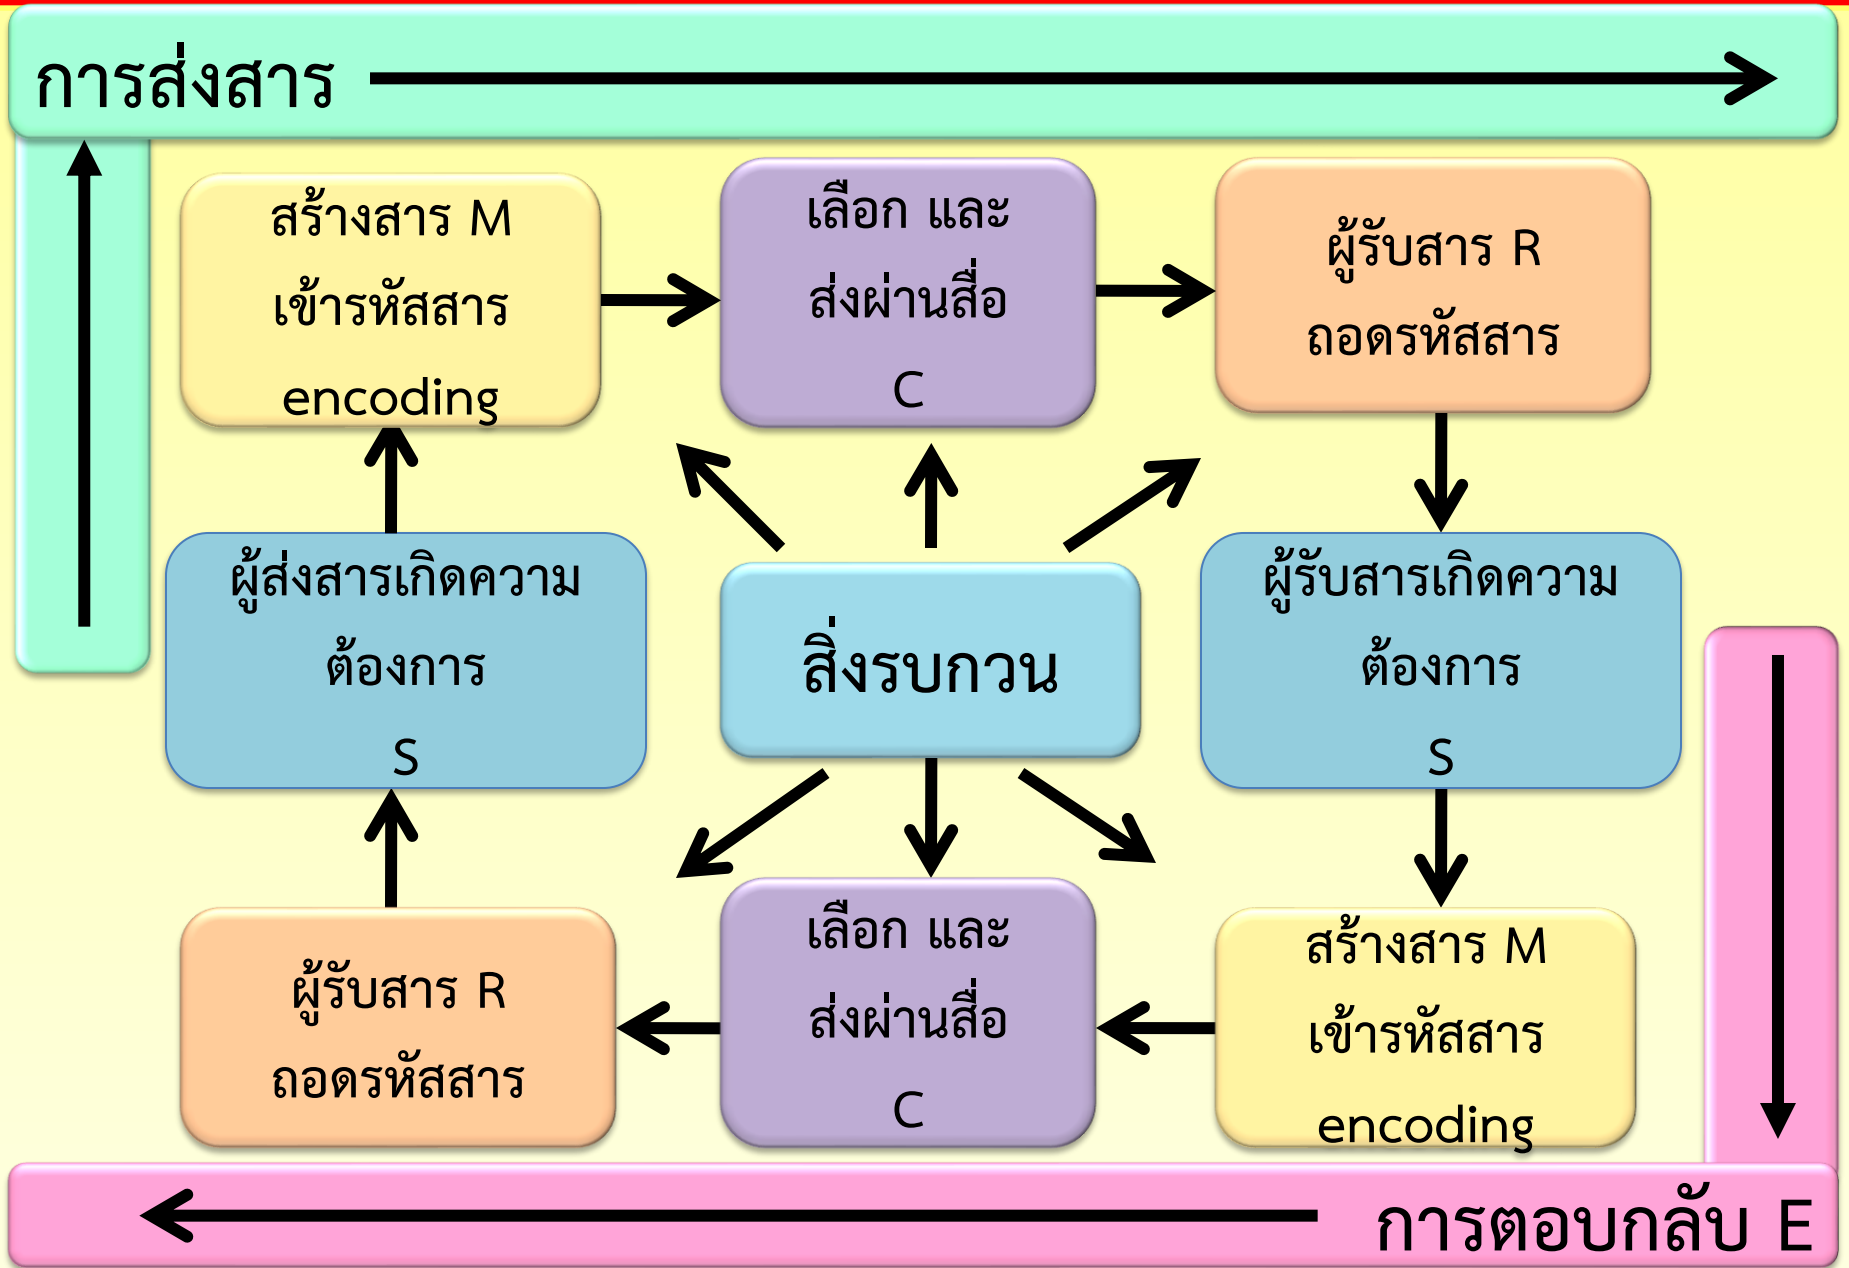 การส่งสาร
สร้างสาร M
เข้ารหัสสาร
encoding
เลือก และ
ส่งผ่านสื่อ
C
ผู้รับสาร R
ถอดรหัสสาร
ผู้ส่งสารเกิดความ
ต้องการ
S
สิ่งรบกวน
ผู้รับสารเกิดความ
ต้องการ
S
ผู้รับสาร R
ถอดรหัสสาร
เลือก และ
ส่งผ่านสื่อ
C
สร้างสาร M
เข้ารหัสสาร
encoding
การตอบกลับ E